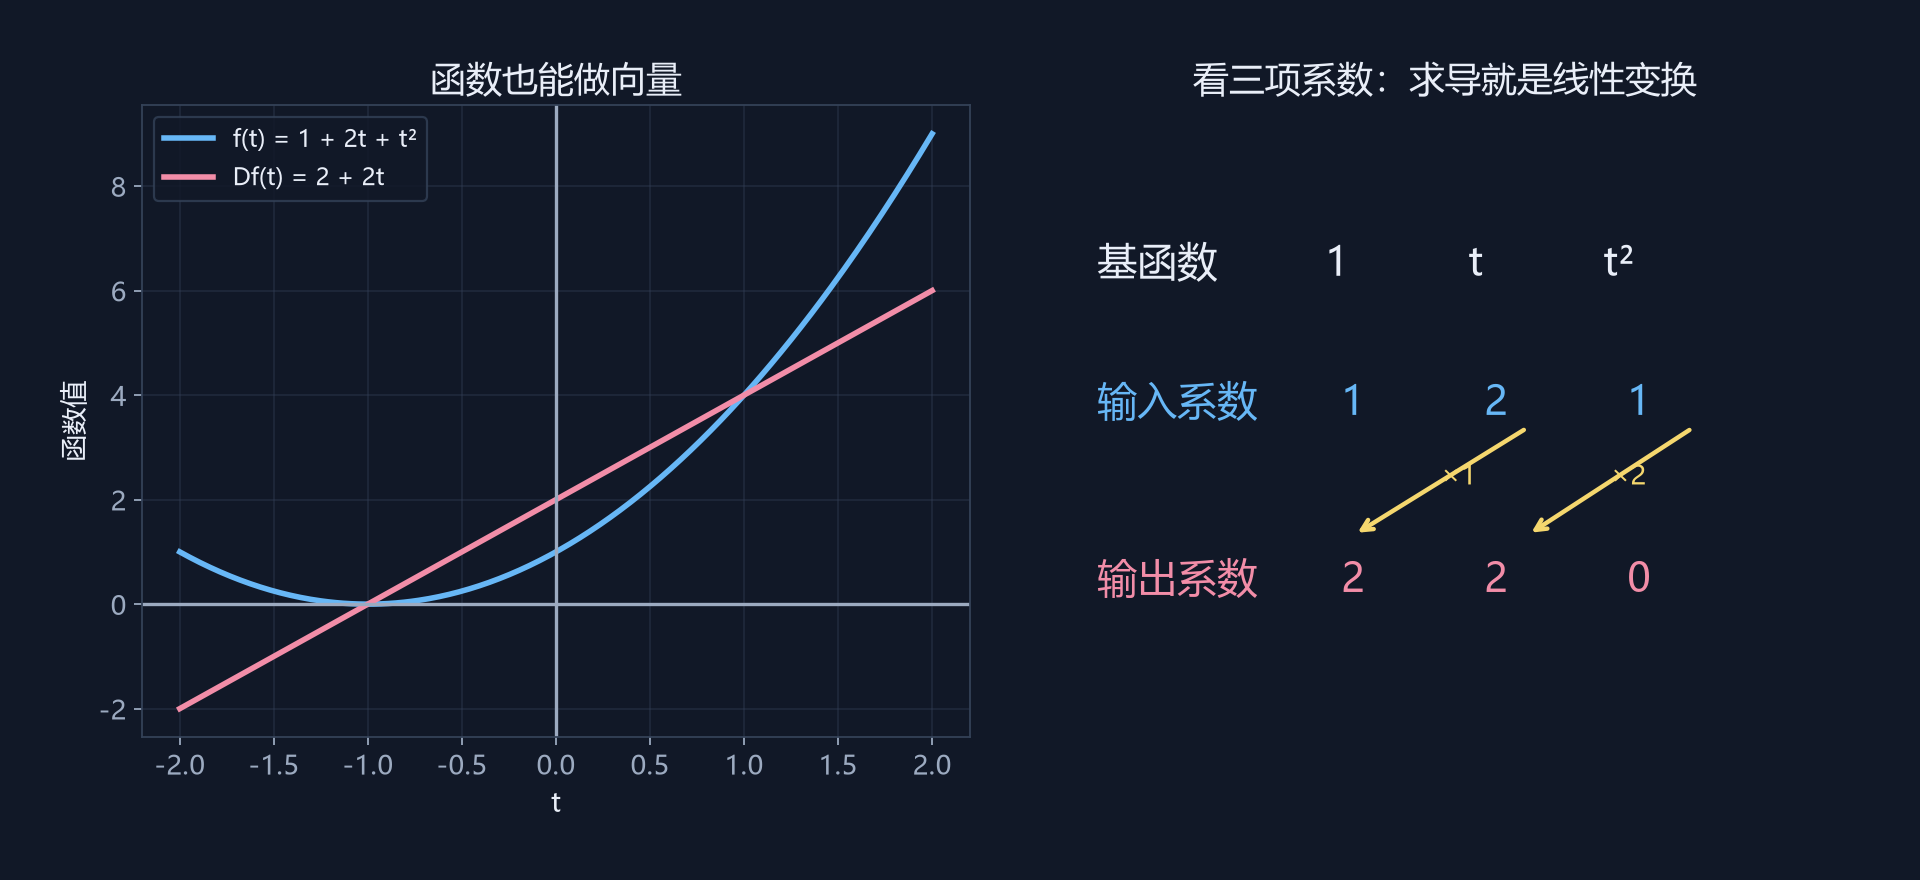 函数也能做向量
f(t) = 1 + 2t + t²
Df(t) = 2 + 2t
函数值
8
6
4
2
0
-2
-2.0 -1.5 -1.0 -0.5 0.0 0.5 1.0 1.5 2.0
t
看三项系数：求导就是线性变换
基函数 1 t t²
输入系数 1 2 1
×1 ×2
输出系数 2 2 0